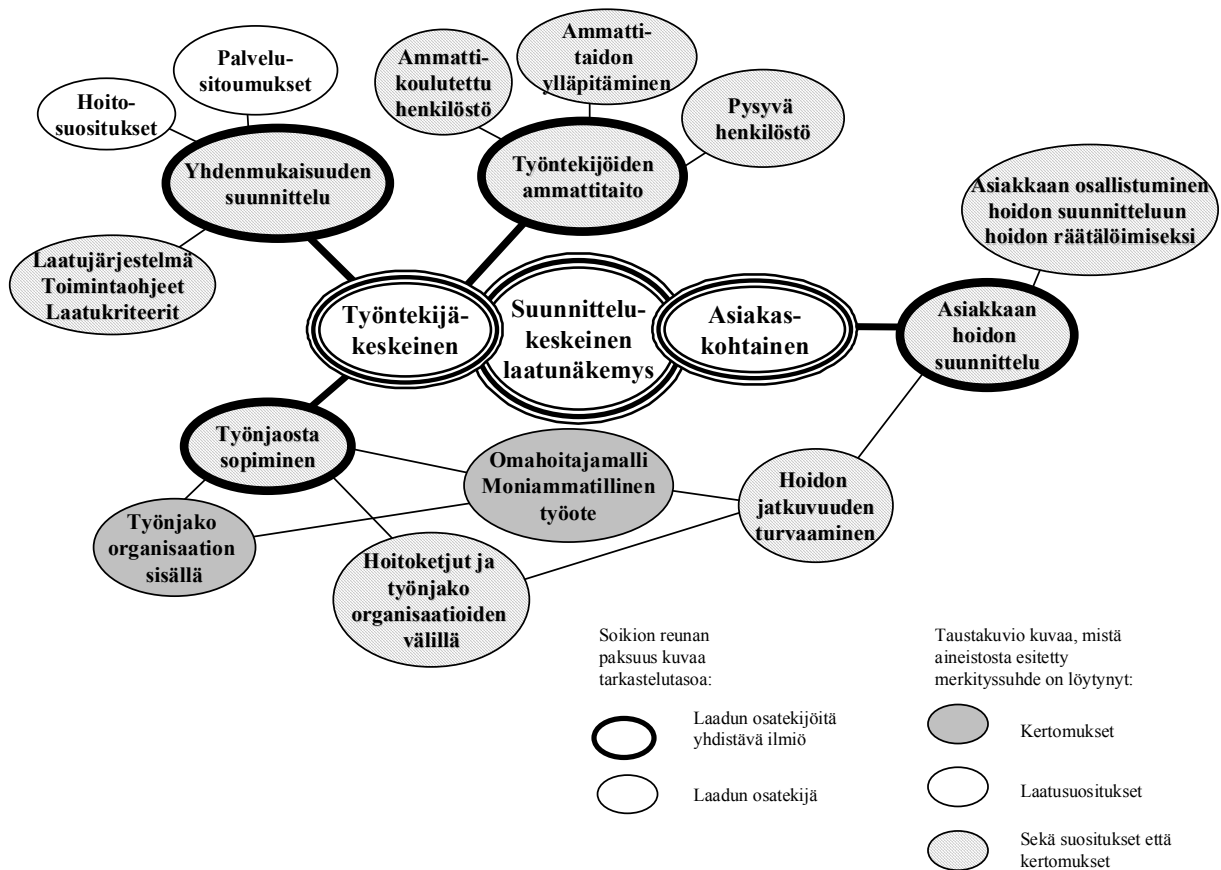 Palvelu-
sitoumukset
Hoito-
suositukset
Yhdenmukaisuuden
suunnittelu
Laatujärjestelmä
Toimintaohjeet
Laatukriteerit
Ammatti-
koulutettu
henkilöstö
Ammatti-
taidon
ylläpitäminen
Pysyvä
henkilöstö
Työntekijöiden
ammattitaito
Asiakkaan osallistuminen
hoidon suunnitteluun
hoidon räätälöimiseksi
Työntekijä-
keskeinen
Suunnittelu-
keskeinen
laatunäkemys
Asiakas-
kohtainen
Asiakkaan
hoidon
suunnittelu
Työnjaosta
sopiminen
Omahoitajamalli
Moniammatillinen
työote
Hoidon
jatkuvuuden
turvaaminen
Työnjako
organisaation
sisällä
Hoitoketjut ja
työnjako
organisaatioiden
välillä
Soikion reunan
paksuus kuvaa
tarkastelutasoa:
Laadun osatekijöitä
yhdistävä ilmiö
Laadun osatekijä
Taustakuvio kuvaa, mistä
aineistosta esitetty
merkityssuhde on löytynyt:
Kertomukset
Laatusuositukset
Sekä suositukset että
kertomukset